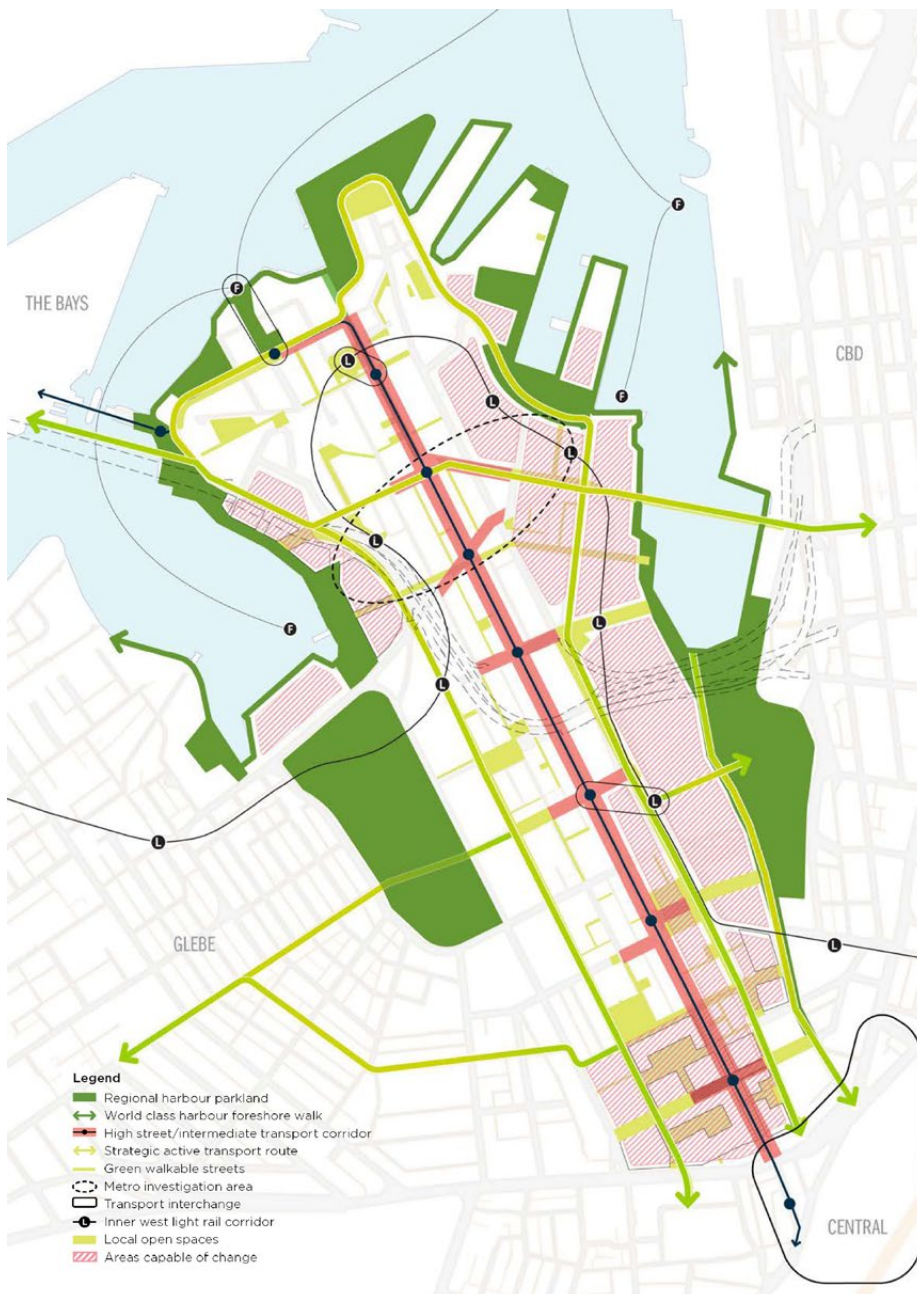 F
F
THE BAYS
F
L
L
CBD
F
L
L
L
F
L
L
L
L
GLEBE
Legend
Regional harbour parkland
World class harbour foreshore walk
High street/intermediate transport corridor
Strategic active transport route
Green walkable streets
Metro investigation area
Transport interchange
L Inner west light rail corridor
Local open spaces
Areas capable of change
CENTRAL